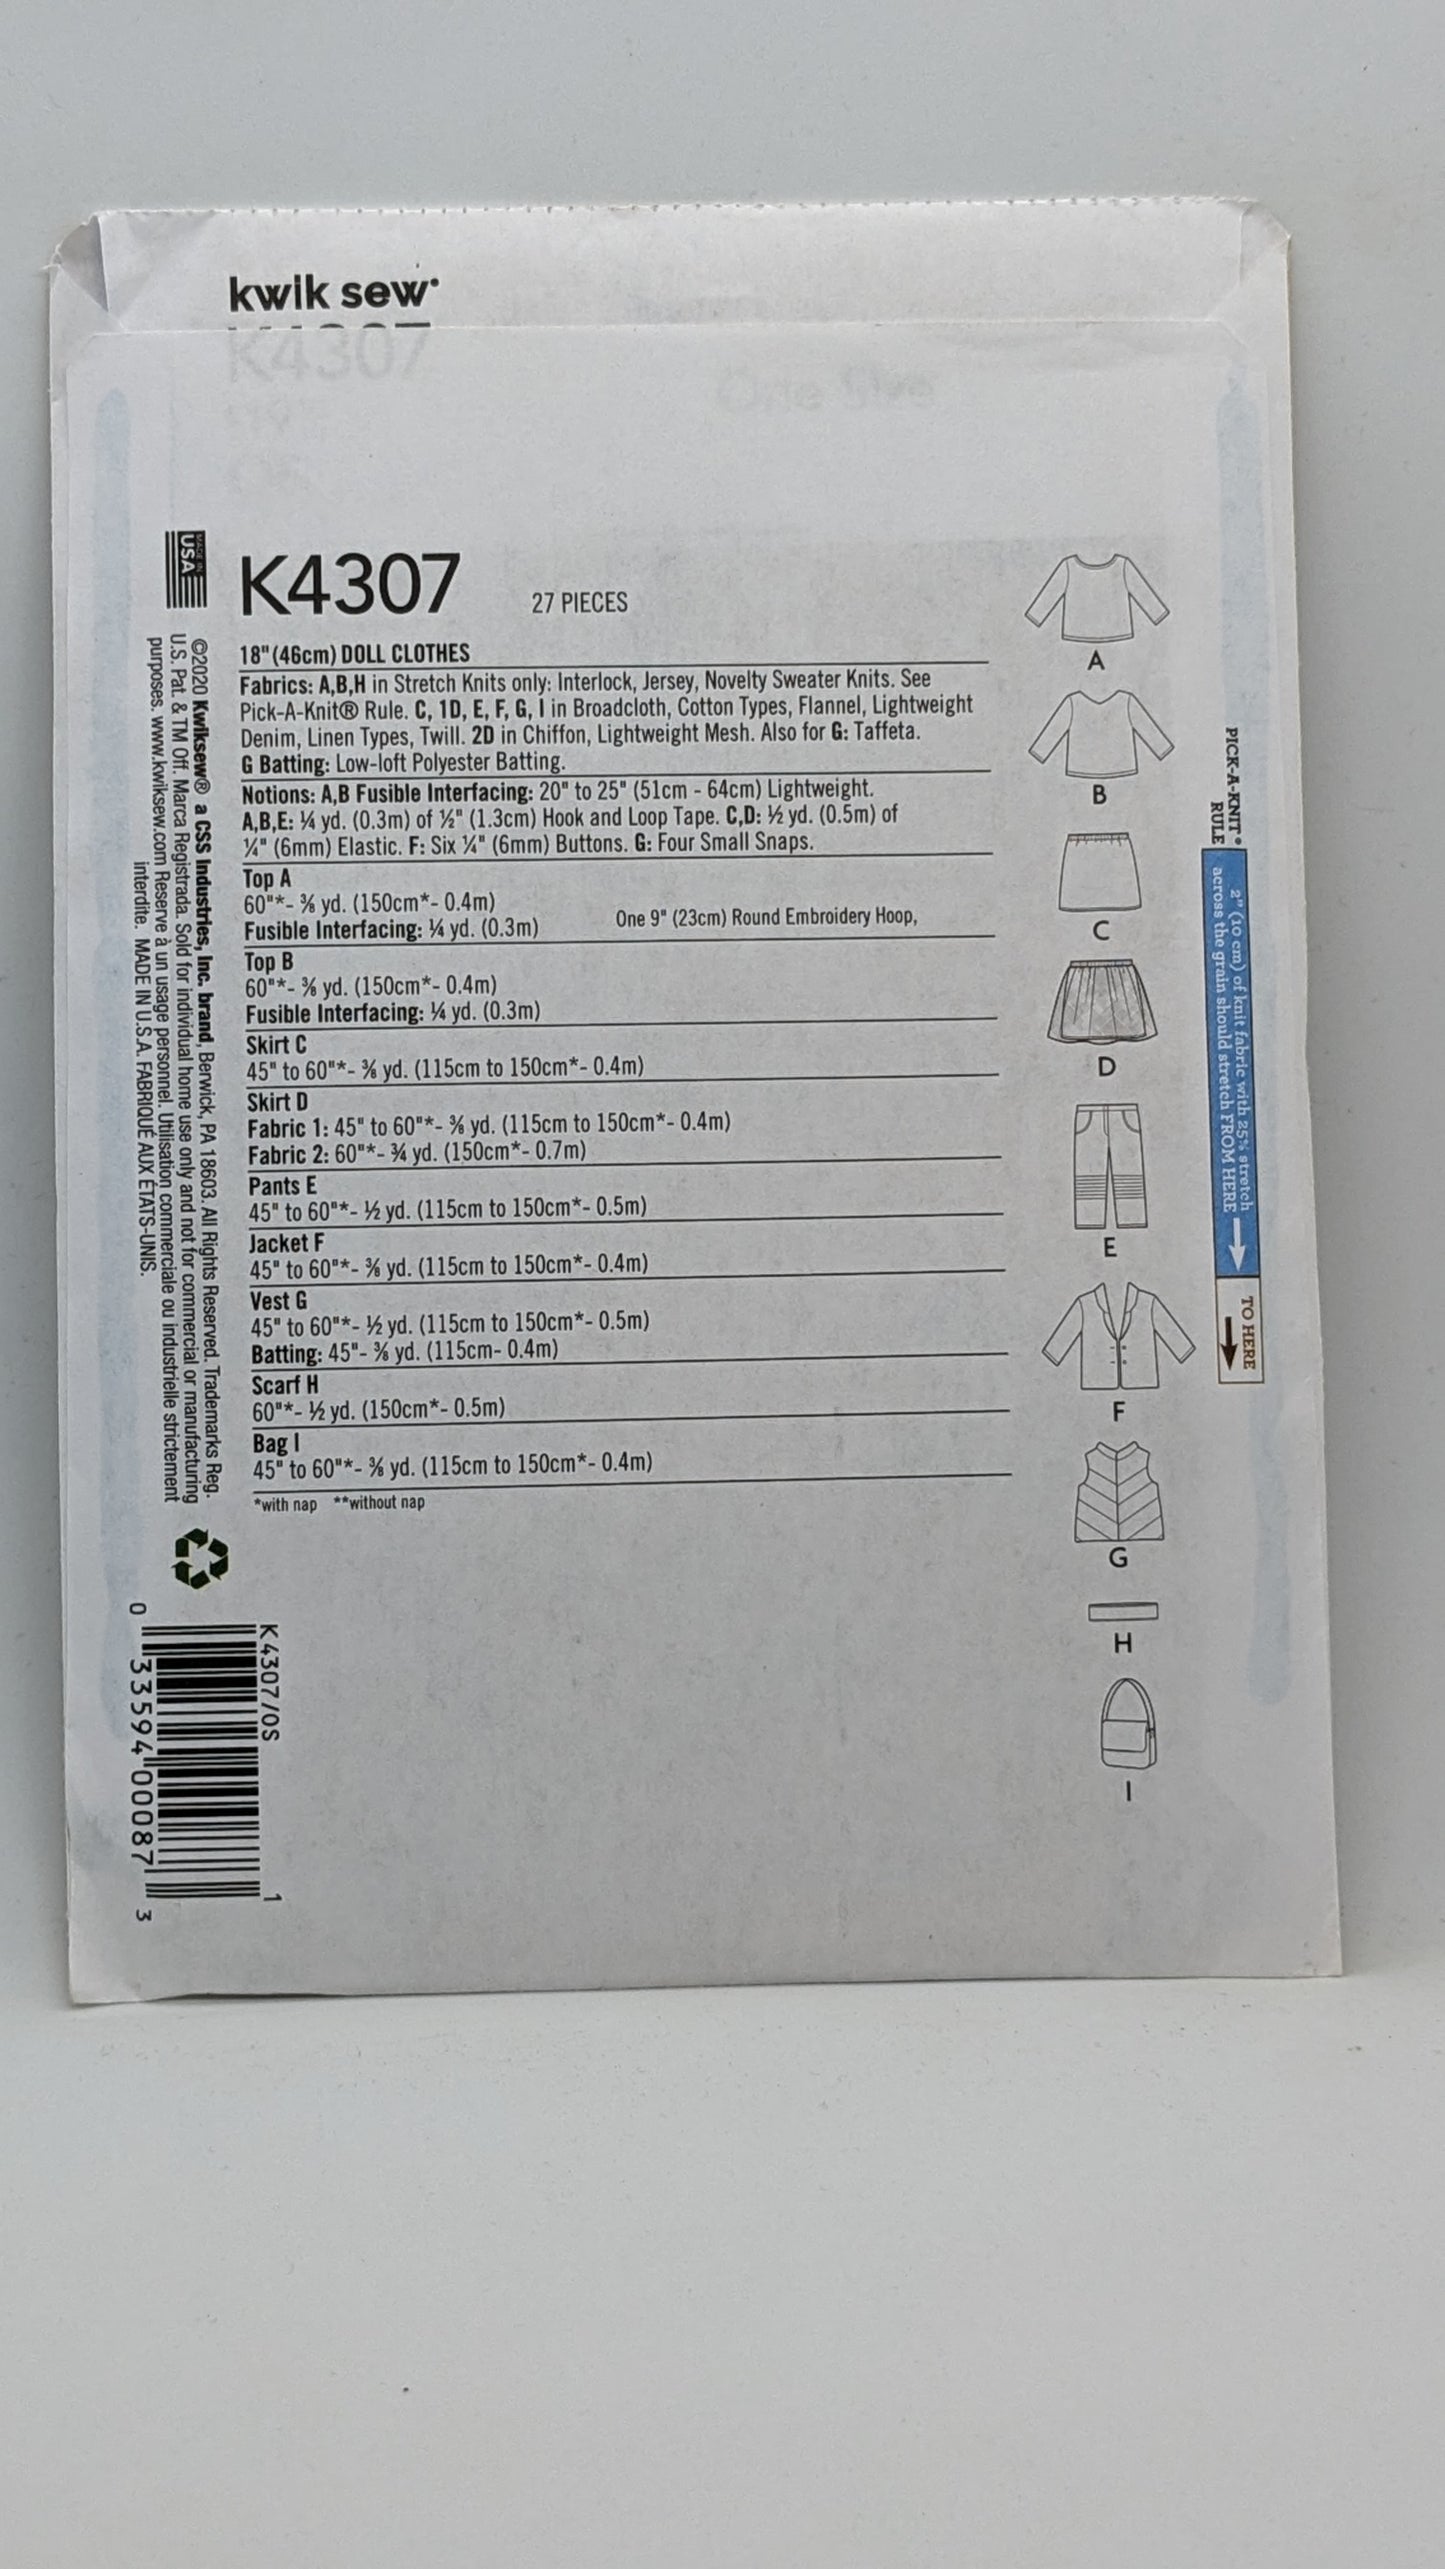 kwik sew®
K4307
One Size
K4307
27 PIECES
18" (46cm) DOLL CLOTHES
Fabrics: A,B,H in Stretch Knits only: Interlock, Jersey, Novelty Sweater Knits. See
Pick-A-Knit® Rule. C, 1D, E, F, G, I in Broadcloth, Cotton Types, Flannel, Lightweight
Denim, Linen Types, Twill. 2D in Chiffon, Lightweight Mesh. Also for G: Taffeta.
G Batting: Low-loft Polyester Batting.
Notions: A,B Fusible Interfacing: 20" to 25" (51cm - 64cm) Lightweight.
A,B,E: ¼ yd. (0.3m) of ½" (1.3cm) Hook and Loop Tape. C,D: ½ yd. (0.5m) of
¼" (6mm) Elastic. F: Six ¼" (6mm) Buttons. G: Four Small Snaps.
Top A
60"*- ⅜ yd. (150cm*- 0.4m)
Fusible Interfacing: ¼ yd. (0.3m)
One 9" (23cm) Round Embroidery Hoop,
Top B
60"*- ⅜ yd. (150cm*- 0.4m)
Fusible Interfacing: ¼ yd. (0.3m)
Skirt C
45" to 60"*- ⅜ yd. (115cm to 150cm*- 0.4m)
Skirt D
Fabric 1: 45" to 60"*- ⅜ yd. (115cm to 150cm*- 0.4m)
Fabric 2: 60"*- ¾ yd. (150cm*- 0.7m)
Pants E
45" to 60"*- ½ yd. (115cm to 150cm*- 0.5m)
Jacket F
45" to 60"*- ⅜ yd. (115cm to 150cm*- 0.4m)
Vest G
45" to 60"*- ½ yd. (115cm to 150cm*- 0.5m)
Batting: 45"- ⅜ yd. (115cm- 0.4m)
Scarf H
60"*- ½ yd. (150cm*- 0.5m)
Bag I
45" to 60"*- ⅜ yd. (115cm to 150cm*- 0.4m)
*with nap **without nap
A
B
C
D
E
F
G
H
I
PICK-A-KNIT®
RULE
2" (10 cm) of knit fabric with 25% stretch
across the grain should stretch FROM HERE
TO HERE
MADE IN
USA
©2020 Kwiksew® a CSS Industries, Inc. brand, Berwick, PA 18603. All Rights Reserved. Trademarks Reg.
U.S. Pat. & TM Off. Marca Registrada. Sold for individual home use only and not for commercial or manufacturing
purposes. www.kwiksew.com Reserve à un usage personnel. Utilisation commerciale ou industrielle strictement
interdite. MADE IN U.S.A. FABRIQUÉ AUX ÉTATS-UNIS.
K4307/OS
0 33594 00087 3
1